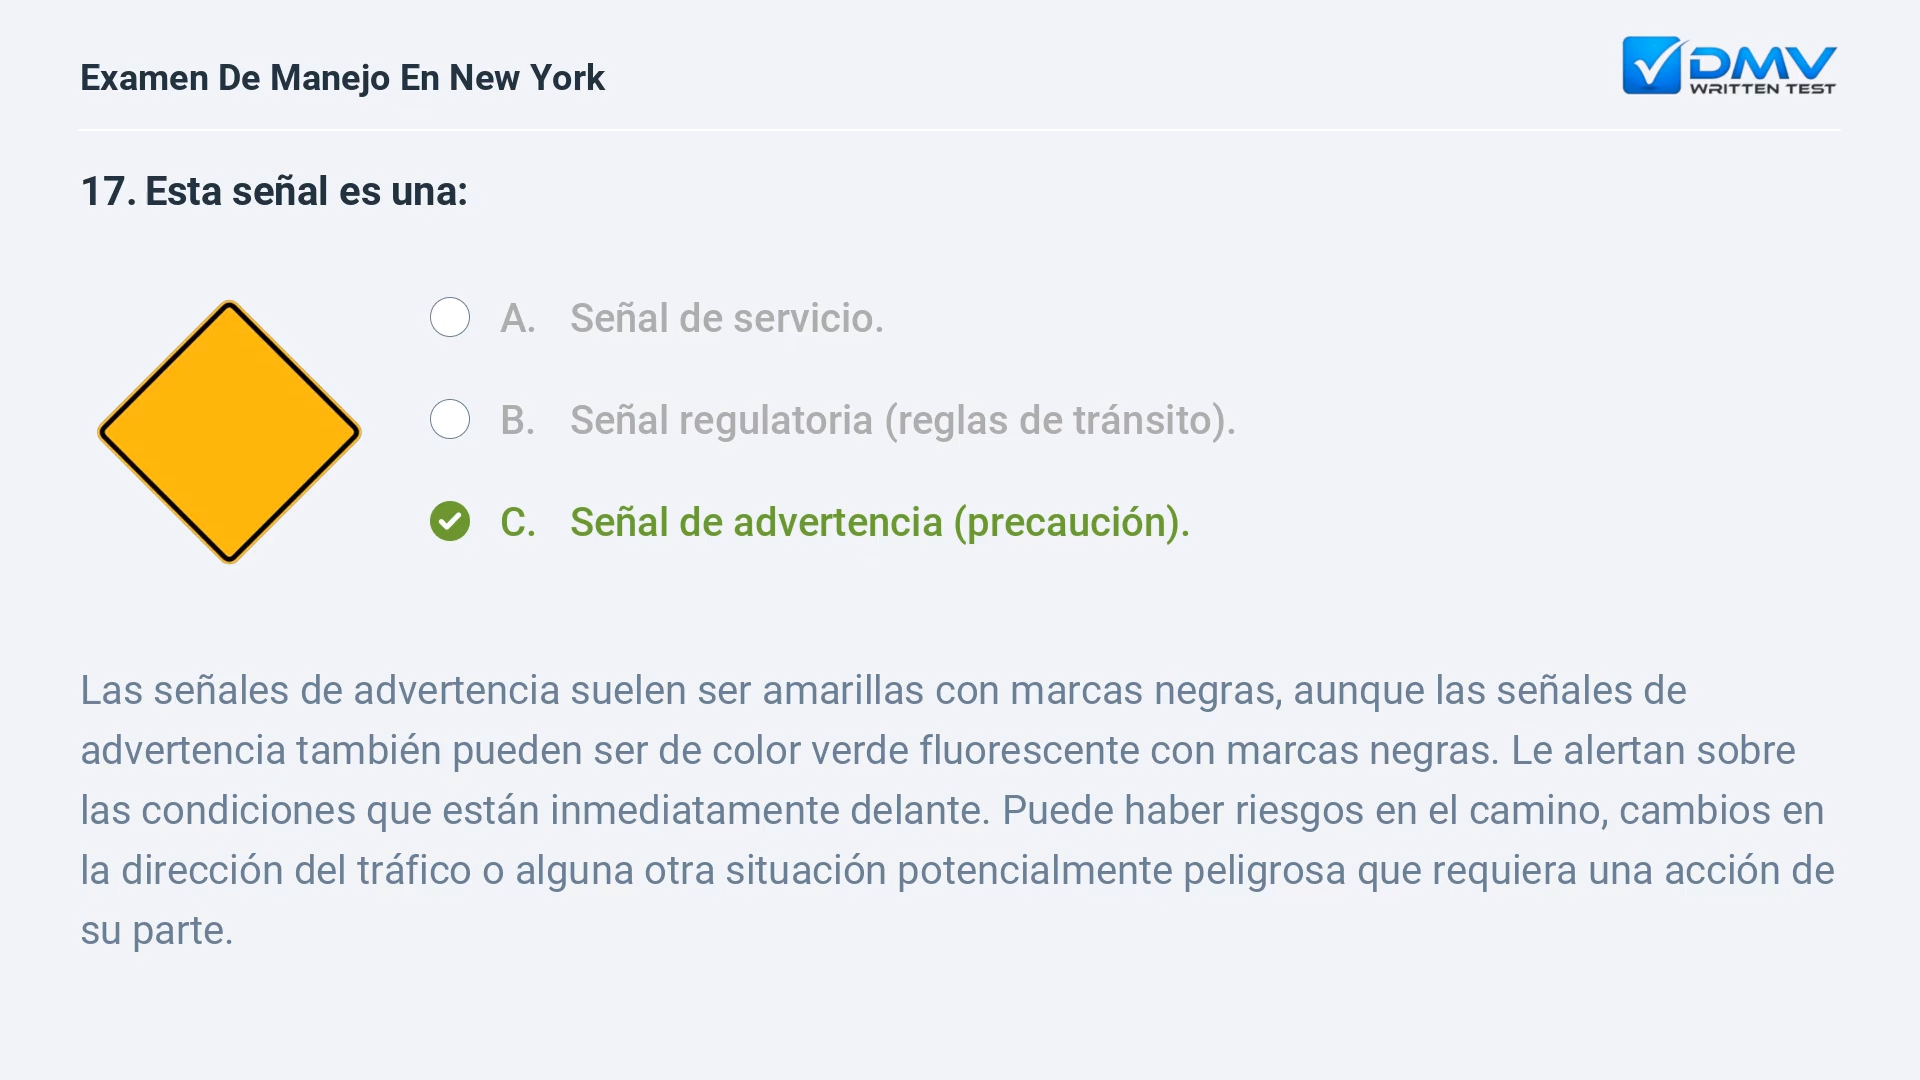 Examen De Manejo En New York
DMV
WRITTEN TEST
17. Esta señal es una:
A. Señal de servicio.
B. Señal regulatoria (reglas de tránsito).
C. Señal de advertencia (precaución).
Las señales de advertencia suelen ser amarillas con marcas negras, aunque las señales de
advertencia también pueden ser de color verde fluorescente con marcas negras. Le alertan sobre
las condiciones que están inmediatamente delante. Puede haber riesgos en el camino, cambios en
la dirección del tráfico o alguna otra situación potencialmente peligrosa que requiera una acción de
su parte.